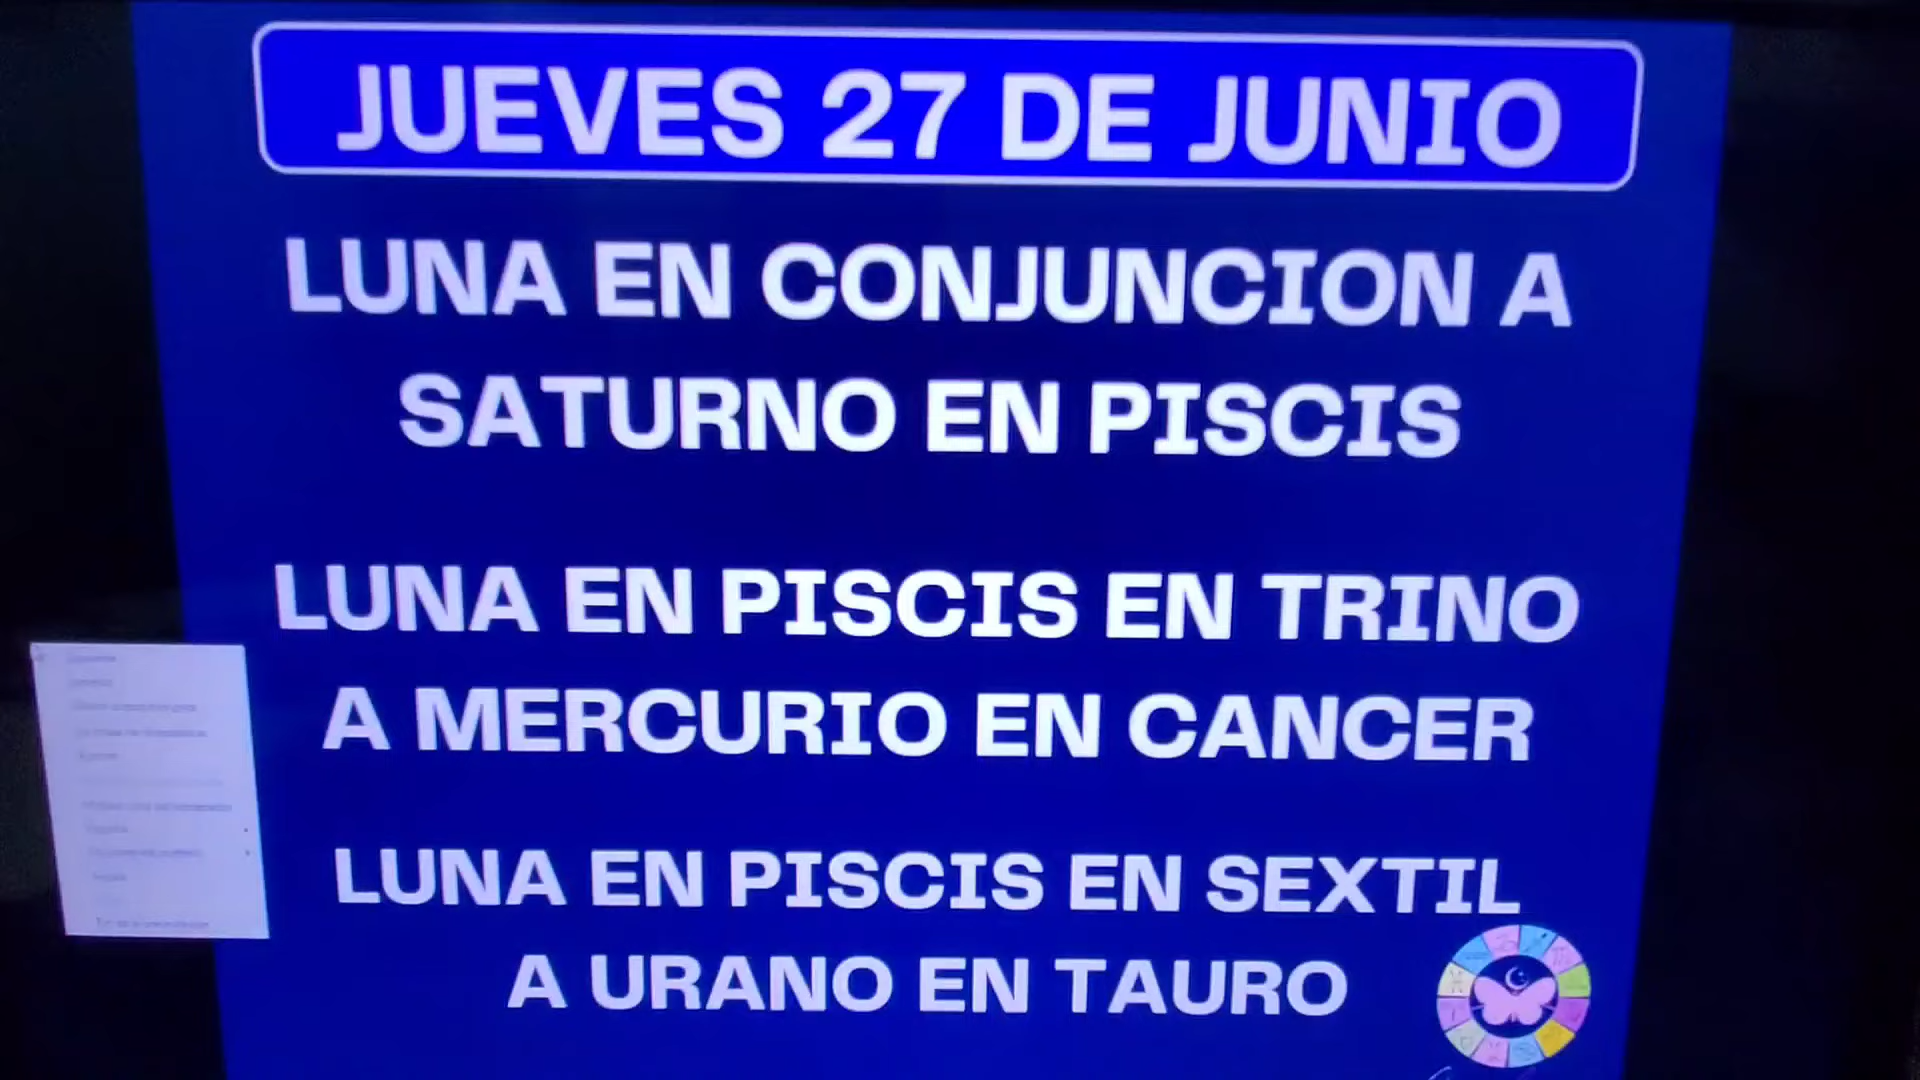 JUEVES 27 DE JUNIO
LUNA EN CONJUNCION A
SATURNO EN PISCIS
LUNA EN PISCIS EN TRINO
A MERCURIO EN CANCER
LUNA EN PISCIS EN SEXTIL
A URANO EN TAURO